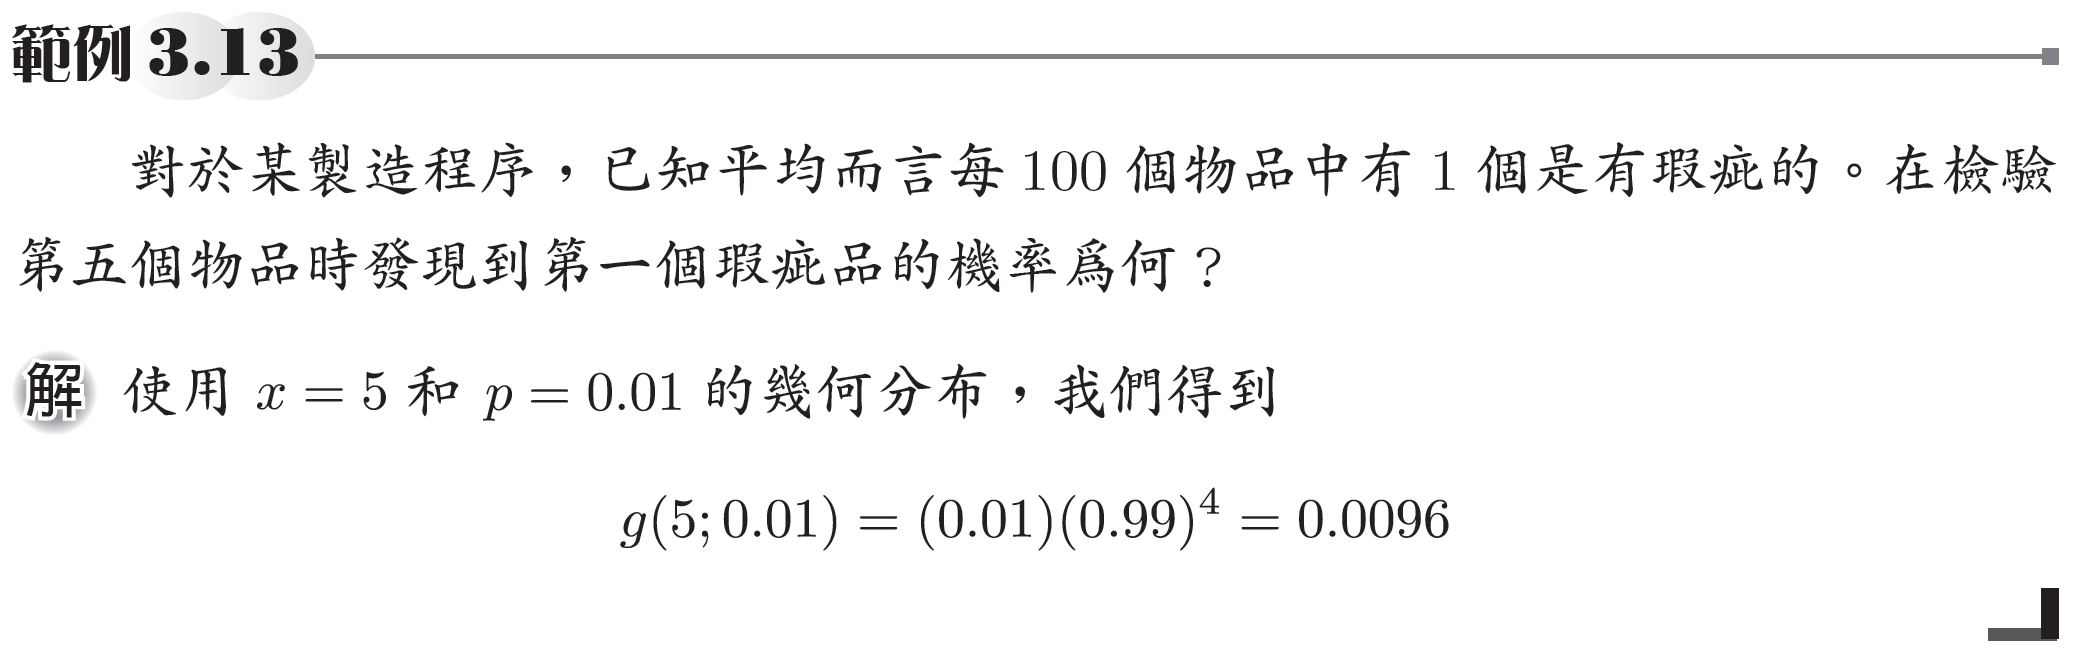 範例 3.13
對於某製造程序，已知平均而言每 100 個物品中有 1 個是有瑕疵的。在檢驗
第五個物品時發現到第一個瑕疵品的機率爲何？
解 使用 x = 5 和 p = 0.01 的幾何分布，我們得到
g(5; 0.01) = (0.01)(0.99)⁴ = 0.0096